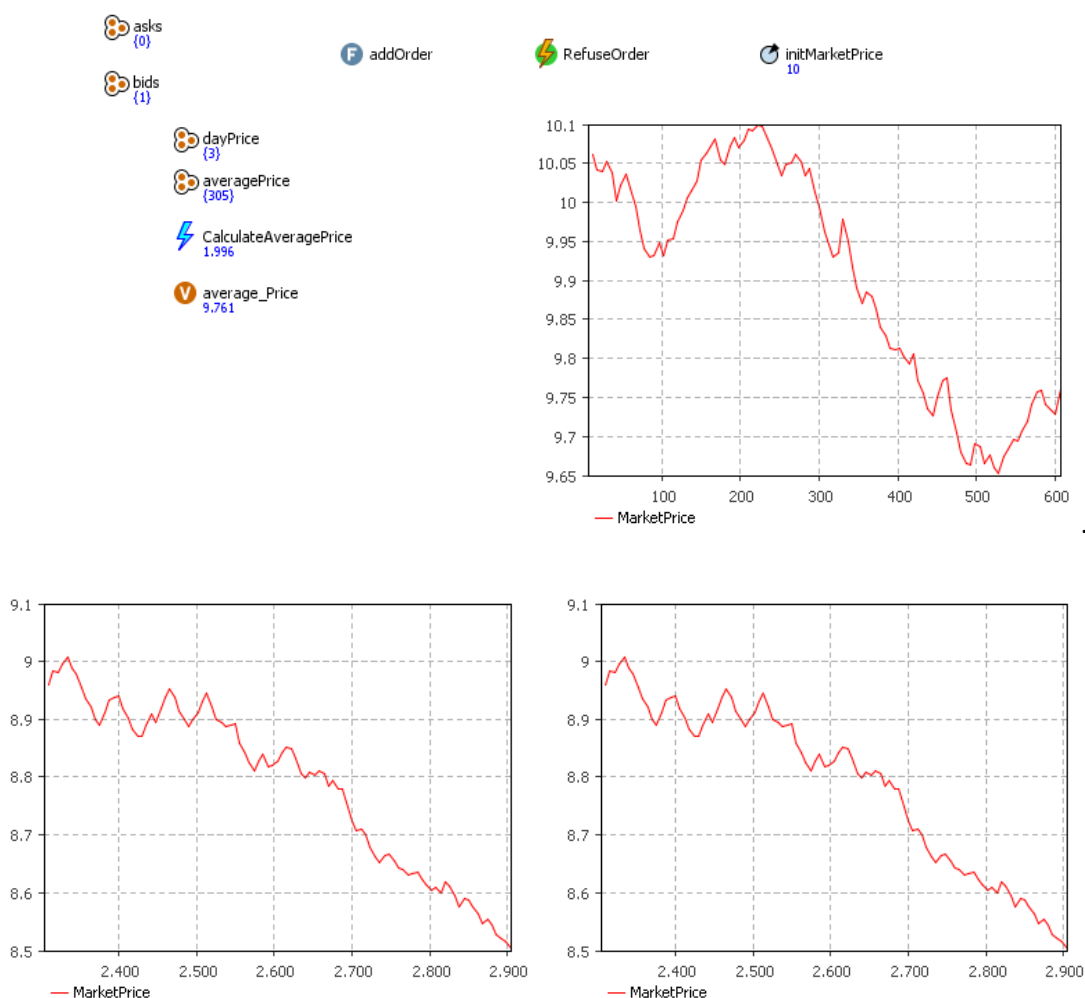 asks
{0}
bids
{1}
addOrder
RefuseOrder
initMarketPrice
10
dayPrice
{3}
averagePrice
{305}
CalculateAveragePrice
1.996
average_Price
9.761
10.1
10.05
10
9.95
9.9
9.85
9.8
9.75
9.7
9.65
100 200 300 400 500 600
MarketPrice
9.1
9
8.9
8.8
8.7
8.6
8.5
2.400 2.500 2.600 2.700 2.800 2.900
MarketPrice
9.1
9
8.9
8.8
8.7
8.6
8.5
2.400 2.500 2.600 2.700 2.800 2.900
MarketPrice